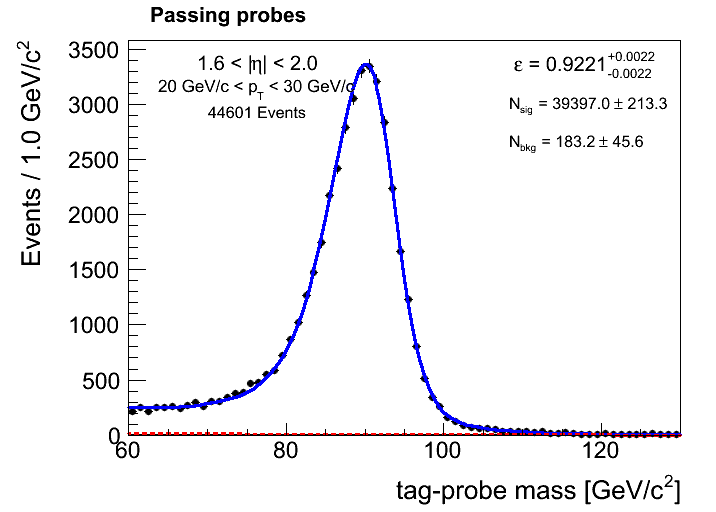 Passing probes
Events / 1.0 GeV/c²
3500
3000
2500
2000
1500
1000
500
0
1.6 < |η| < 2.0
20 GeV/c < p_T < 30 GeV/c
44601 Events
ε = 0.9221 +0.0022 -0.0022
N_sig = 39397.0 ± 213.3
N_bkg = 183.2 ± 45.6
60 80 100 120
tag-probe mass [GeV/c²]